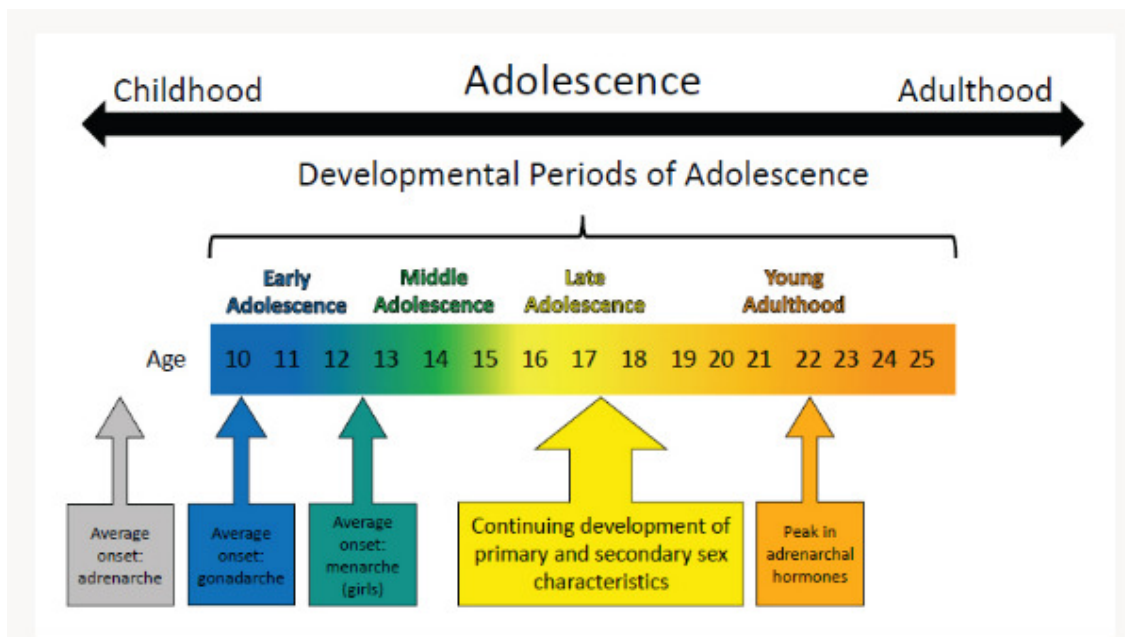 Childhood
Adolescence
Adulthood
Developmental Periods of Adolescence
Early
Adolescence
Middle
Adolescence
Late
Adolescance
Young
Adulthood
Age
10 11 12 13 14 15 16 17 18 19 20 21 22 23 24 25
Average
onset:
adrenarche
Average
onset:
gonadarche
Average
onset:
menarche
(girls)
Continuing development of
primary and secondary sex
characteristics
Peak in
adrenarchal
hormones